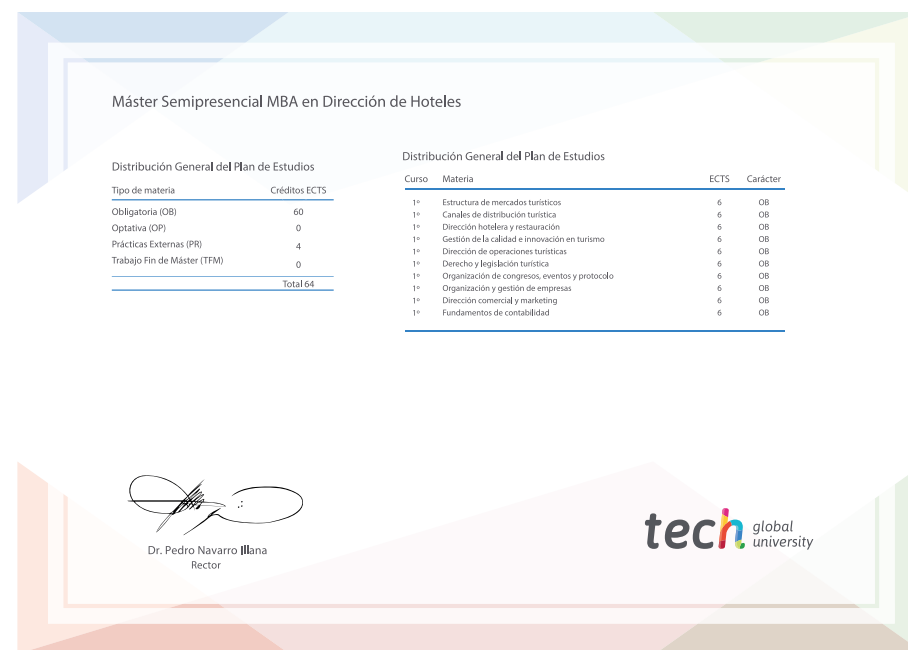 Máster Semipresencial MBA en Dirección de Hoteles
Distribución General del Plan de Estudios
Tipo de materia Créditos ECTS
Obligatoria (OB) 60
Optativa (OP) 0
Prácticas Externas (PR) 4
Trabajo Fin de Máster (TFM) 0
Total 64
Distribución General del Plan de Estudios
Curso Materia ECTS Carácter
1º Estructura de mercados turísticos 6 OB
1º Canales de distribución turística 6 OB
1º Dirección hotelera y restauración 6 OB
1º Gestión de la calidad e innovación en turismo 6 OB
1º Dirección de operaciones turísticas 6 OB
1º Derecho y legislación turística 6 OB
1º Organización de congresos, eventos y protocolo 6 OB
1º Organización y gestión de empresas 6 OB
1º Dirección comercial y marketing 6 OB
1º Fundamentos de contabilidad 6 OB
Dr. Pedro Navarro Illana
Rector
tech global university